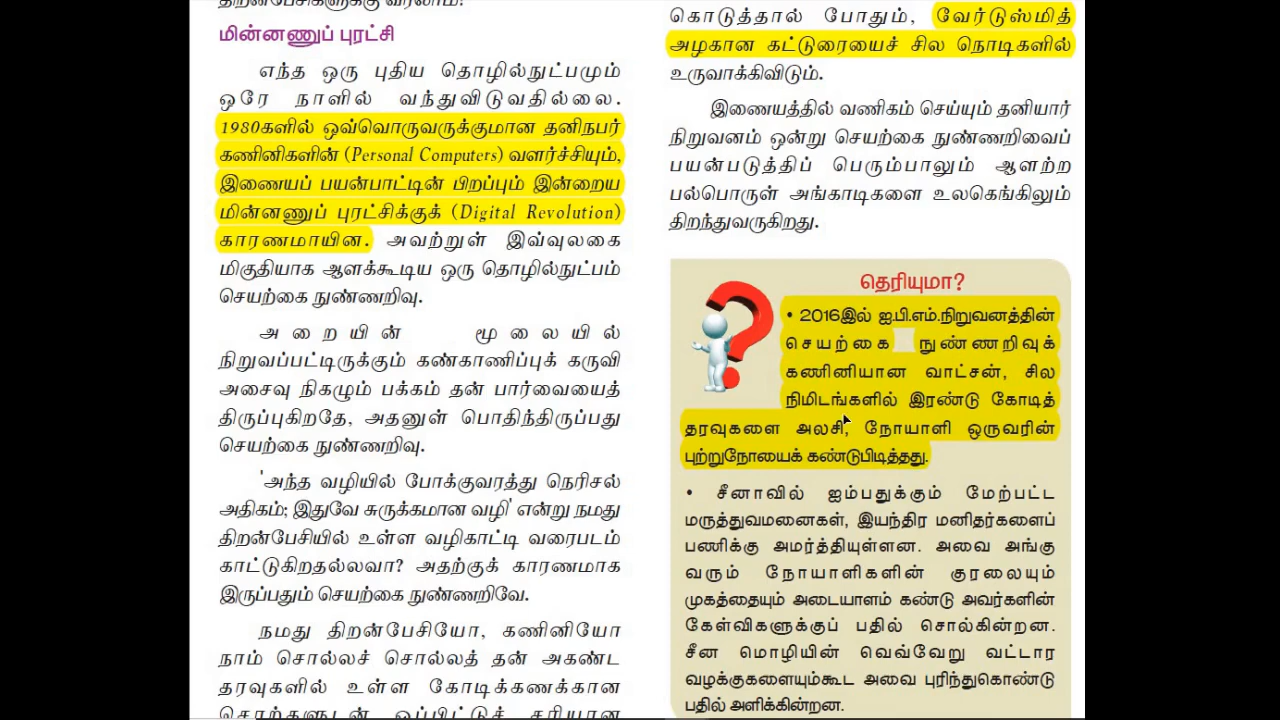 திறன்பேசிகளுக்கு வரலாம்!
மின்னணுப் புரட்சி
எந்த ஒரு புதிய தொழில்நுட்பமும்
ஒரே நாளில் வந்துவிடுவதில்லை.
1980களில் ஒவ்வொருவருக்குமான தனிநபர்
கணினிகளின் (Personal Computers) வளர்ச்சியும்,
இணையப் பயன்பாட்டின் பிறப்பும் இன்றைய
மின்னணுப் புரட்சிக்குக் (Digital Revolution)
காரணமாயின. அவற்றுள் இவ்வுலகை
மிகுதியாக ஆளக்கூடிய ஒரு தொழில்நுட்பம்
செயற்கை நுண்ணறிவு.
அறையின் மூலையில்
நிறுவப்பட்டிருக்கும் கண்காணிப்புக் கருவி
அசைவு நிகழும் பக்கம் தன் பார்வையைத்
திருப்புகிறதே, அதனுள் பொதிந்திருப்பது
செயற்கை நுண்ணறிவு.
'அந்த வழியில் போக்குவரத்து நெரிசல்
அதிகம்; இதுவே சுருக்கமான வழி' என்று நமது
திறன்பேசியில் உள்ள வழிகாட்டி வரைபடம்
காட்டுகிறதல்லவா? அதற்குக் காரணமாக
இருப்பதும் செயற்கை நுண்ணறிவே.
நமது திறன்பேசியோ, கணினியோ
நாம் சொல்லச் சொல்லத் தன் அகண்ட
தரவுகளில் உள்ள கோடிக்கணக்கான
சொற்களுடன் ஒப்பிட்டுச் சரியான
கொடுத்தால் போதும், வேர்டுஸ்மித்
அழகான கட்டுரையைச் சில நொடிகளில்
உருவாக்கிவிடும்.
இணையத்தில் வணிகம் செய்யும் தனியார்
நிறுவனம் ஒன்று செயற்கை நுண்ணறிவைப்
பயன்படுத்திப் பெரும்பாலும் ஆளற்ற
பல்பொருள் அங்காடிகளை உலகெங்கிலும்
திறந்துவருகிறது.
தெரியுமா?
• 2016இல் ஐ.பி.எம்.நிறுவனத்தின்
செயற்கை நுண்ணறிவுக்
கணினியான வாட்சன், சில
நிமிடங்களில் இரண்டு கோடித்
தரவுகளை அலசி, நோயாளி ஒருவரின்
புற்றுநோயைக் கண்டுபிடித்தது.
• சீனாவில் ஐம்பதுக்கும் மேற்பட்ட
மருத்துவமனைகள், இயந்திர மனிதர்களைப்
பணிக்கு அமர்த்தியுள்ளன. அவை அங்கு
வரும் நோயாளிகளின் குரலையும்
முகத்தையும் அடையாளம் கண்டு அவர்களின்
கேள்விகளுக்குப் பதில் சொல்கின்றன.
சீன மொழியின் வெவ்வேறு வட்டார
வழக்குகளையும்கூட அவை புரிந்துகொண்டு
பதில் அளிக்கின்றன.